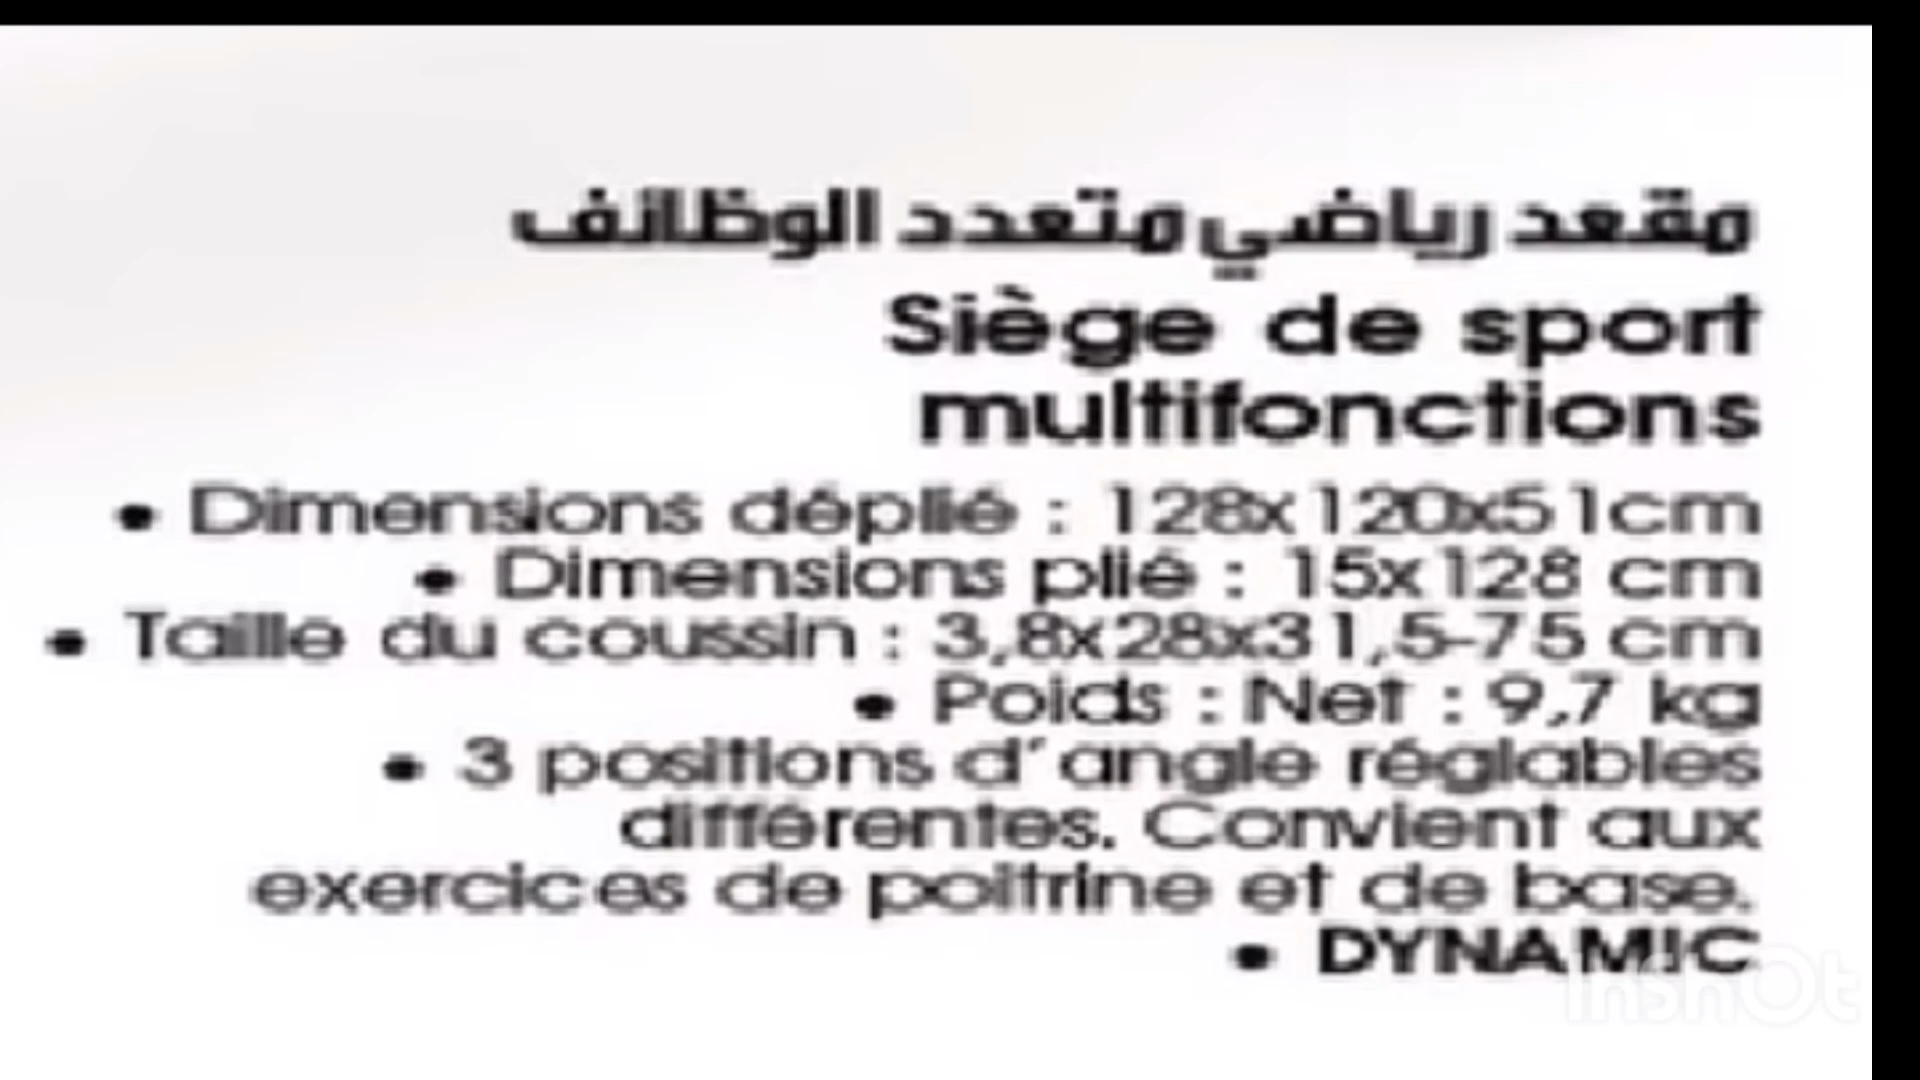 مقعد رياضي متعدد الوظائف
Siège de sport
multifonctions
• Dimensions déplié : 128x120x51cm
• Dimensions plié : 15x128 cm
• Taille du coussin : 3,8x28x31,5-75 cm
• Poids : Net : 9,7 kg
• 3 positions d'angle réglables
différentes. Convient aux
exercices de poitrine et de base.
• DYNAMIC
InShOt